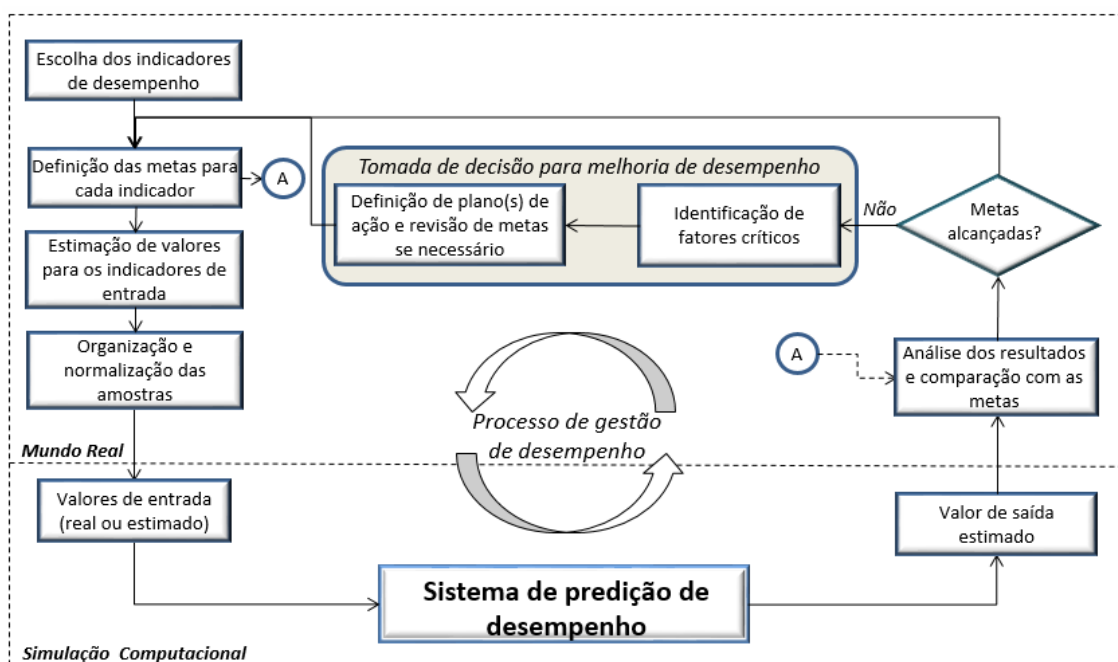 Escolha dos indicadores
de desempenho
Definição das metas para
cada indicador
A
Estimação de valores
para os indicadores de
entrada
Organização e
normalização das
amostras
Mundo Real
Tomada de decisão para melhoria de desempenho
Definição de plano(s) de
ação e revisão de metas
se necessário
Identificação de
fatores críticos
Não
Metas
alcançadas?
A
Análise dos resultados
e comparação com as
metas
Processo de gestão
de desempenho
Valores de entrada
(real ou estimado)
Sistema de predição de
desempenho
Valor de saída
estimado
Simulação Computacional